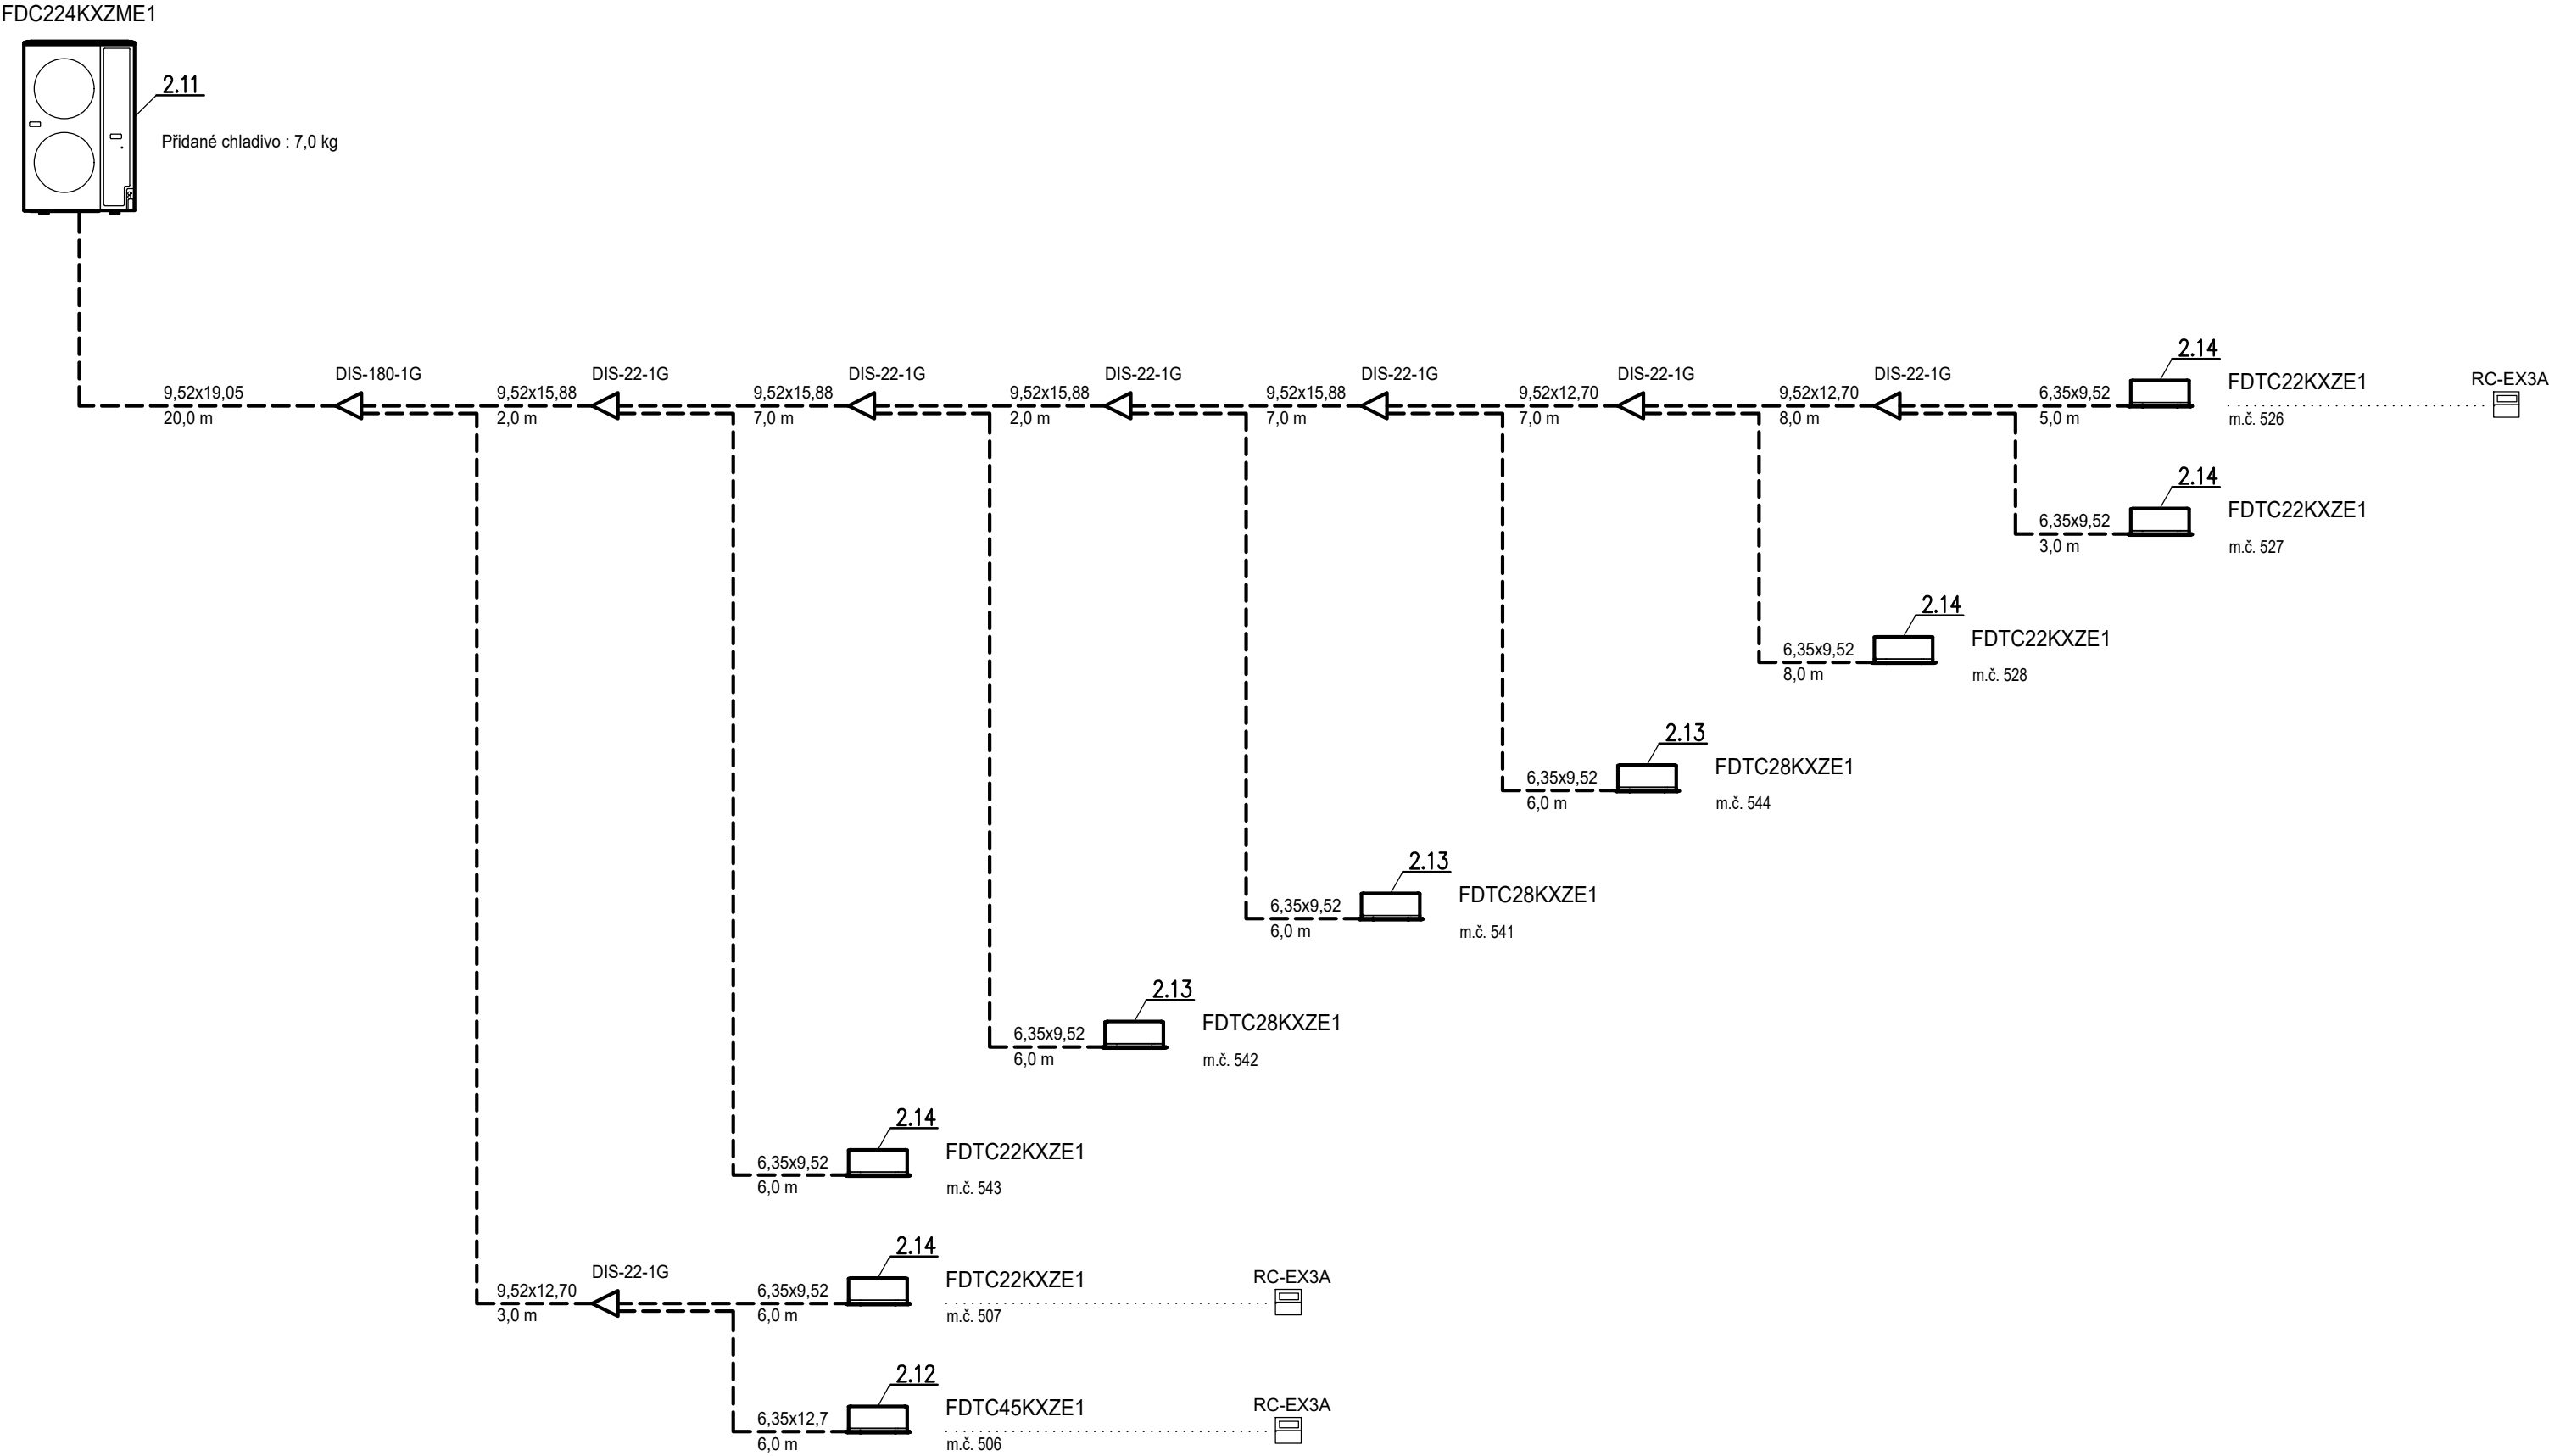 FDC224KXZME1
2.11
Přidané chladivo : 7,0 kg
DIS-180-1G
DIS-22-1G
DIS-22-1G
DIS-22-1G
DIS-22-1G
DIS-22-1G
DIS-22-1G
9,52x19,05
20,0 m
9,52x15,88
2,0 m
9,52x15,88
7,0 m
9,52x15,88
2,0 m
9,52x15,88
7,0 m
9,52x12,70
7,0 m
9,52x12,70
8,0 m
6,35x9,52
5,0 m
2.14
FDTC22KXZE1
m.č. 526
RC-EX3A
2.14
6,35x9,52
3,0 m
FDTC22KXZE1
m.č. 527
2.14
6,35x9,52
8,0 m
FDTC22KXZE1
m.č. 528
2.13
6,35x9,52
6,0 m
FDTC28KXZE1
m.č. 544
2.13
6,35x9,52
6,0 m
FDTC28KXZE1
m.č. 541
2.13
6,35x9,52
6,0 m
FDTC28KXZE1
m.č. 542
2.14
6,35x9,52
6,0 m
FDTC22KXZE1
m.č. 543
9,52x12,70
3,0 m
DIS-22-1G
2.14
6,35x9,52
6,0 m
FDTC22KXZE1
m.č. 507
RC-EX3A
2.12
6,35x12,7
6,0 m
FDTC45KXZE1
m.č. 506
RC-EX3A